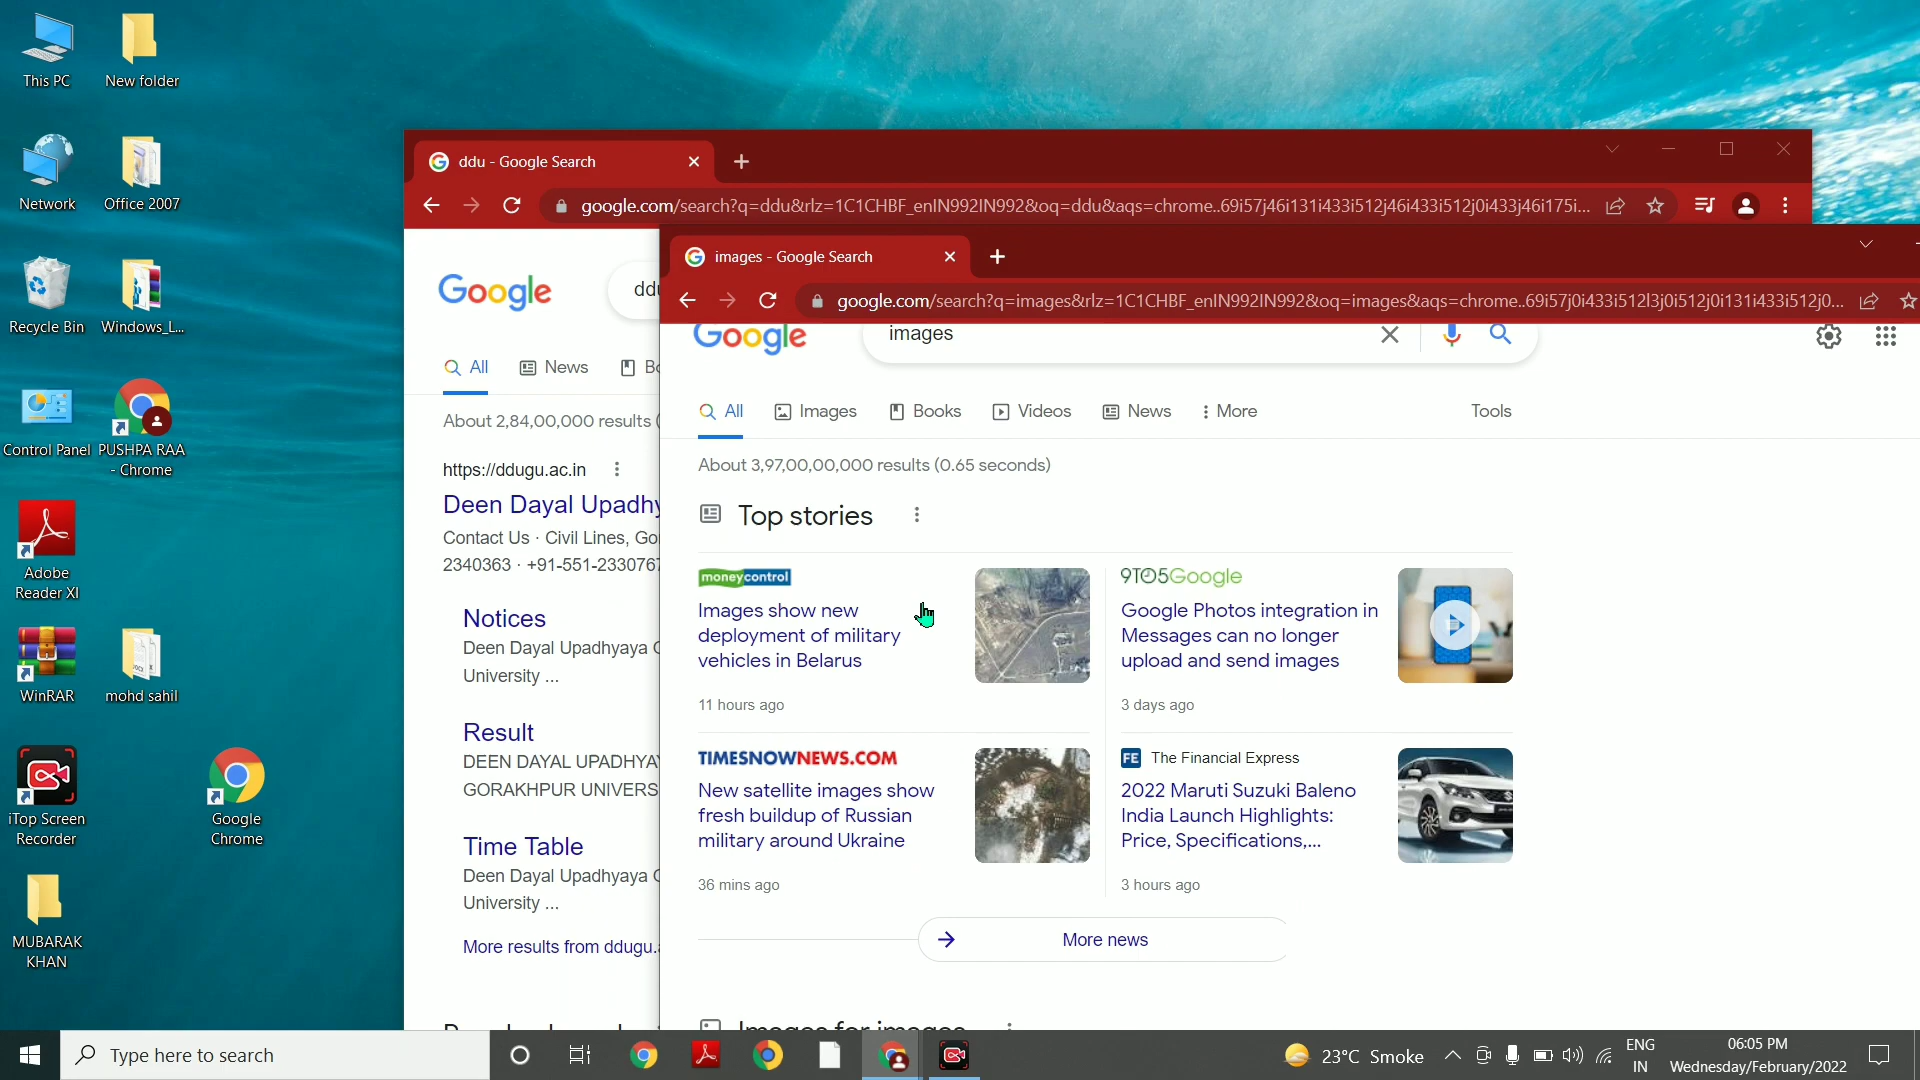 This PC
New folder
Network
Office 2007
Recycle Bin
Windows_L...
Control Panel
PUSHPA RAA
- Chrome
Adobe
Reader XI
WinRAR
mohd sahil
iTop Screen
Recorder
Google
Chrome
MUBARAK
KHAN
ddu - Google Search
google.com/search?q=ddu&rlz=1C1CHBF_enIN992IN992&oq=ddu&aqs=chrome..69i57j46i131i433i512j46i433i512j0i433j46i175i...
Google
All
News
About 2,84,00,000 results
https://ddugu.ac.in
Deen Dayal Upadhy
Contact Us · Civil Lines, Go
2340363 · +91-551-2330767
Notices
Deen Dayal Upadhyaya
University ...
Result
DEEN DAYAL UPADHYA
GORAKHPUR UNIVERS
Time Table
Deen Dayal Upadhyaya
University ...
More results from ddugu.
images - Google Search
google.com/search?q=images&rlz=1C1CHBF_enIN992IN992&oq=images&aqs=chrome..69i57j0i433i512l3j0i512j0i131i433i512j0...
Google
images
All
Images
Books
Videos
News
More
Tools
About 3,97,00,00,000 results (0.65 seconds)
Top stories
moneycontrol
Images show new
deployment of military
vehicles in Belarus
11 hours ago
9TO5Google
Google Photos integration in
Messages can no longer
upload and send images
3 days ago
TIMESNOWNEWS.COM
New satellite images show
fresh buildup of Russian
military around Ukraine
36 mins ago
FE The Financial Express
2022 Maruti Suzuki Baleno
India Launch Highlights:
Price, Specifications,...
3 hours ago
More news
Images for images
Type here to search
23°C Smoke
ENG
IN
06:05 PM
Wednesday/February/2022